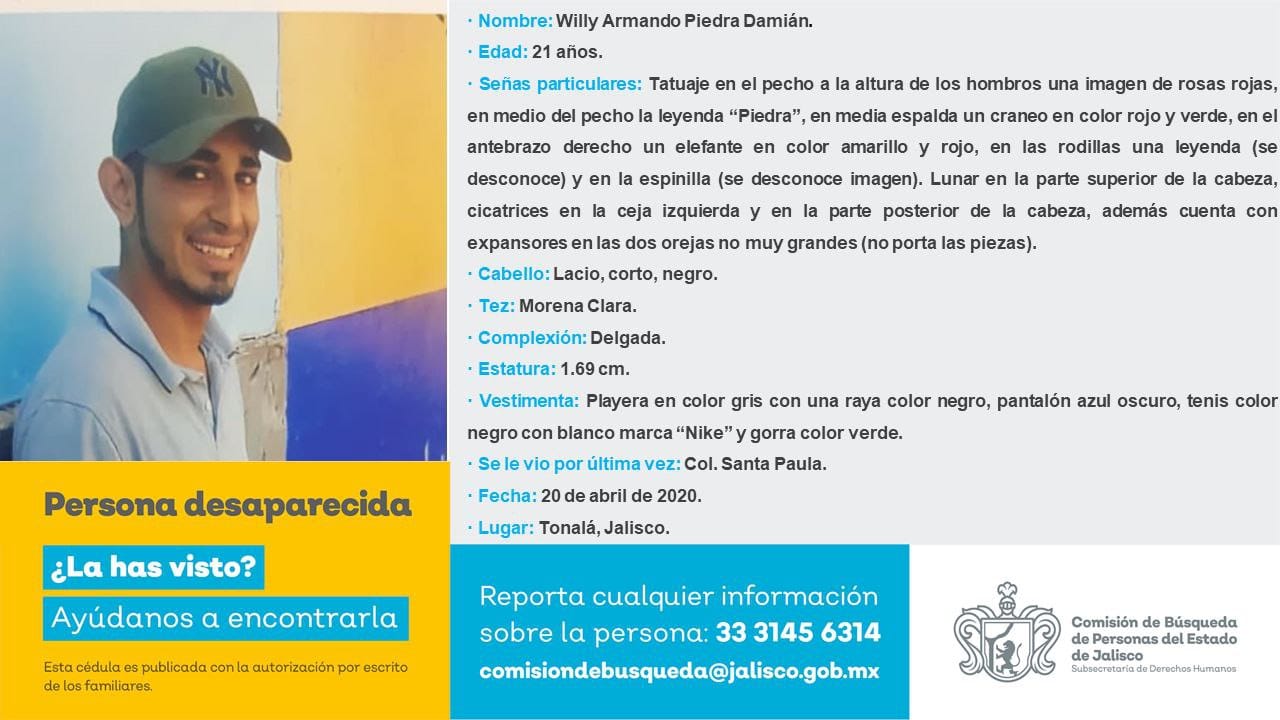 NY
· Nombre: Willy Armando Piedra Damián.
· Edad: 21 años.
· Señas particulares: Tatuaje en el pecho a la altura de los hombros una imagen de rosas rojas,
en medio del pecho la leyenda “Piedra”, en media espalda un craneo en color rojo y verde, en el
antebrazo derecho un elefante en color amarillo y rojo, en las rodillas una leyenda (se
desconoce) y en la espinilla (se desconoce imagen). Lunar en la parte superior de la cabeza,
cicatrices en la ceja izquierda y en la parte posterior de la cabeza, además cuenta con
expansores en las dos orejas no muy grandes (no porta las piezas).
· Cabello: Lacio, corto, negro.
· Tez: Morena Clara.
· Complexión: Delgada.
· Estatura: 1.69 cm.
· Vestimenta: Playera en color gris con una raya color negro, pantalón azul oscuro, tenis color
negro con blanco marca “Nike” y gorra color verde.
· Se le vio por última vez: Col. Santa Paula.
· Fecha: 20 de abril de 2020.
· Lugar: Tonalá, Jalisco.
Persona desaparecida
¿La has visto?
Ayúdanos a encontrarla
Esta cédula es publicada con la autorización por escrito
de los familiares.
Reporta cualquier información
sobre la persona: 33 3145 6314
comisiondebusqueda@jalisco.gob.mx
Comisión de Búsqueda
de Personas del Estado
de Jalisco
Subsecretaría de Derechos Humanos